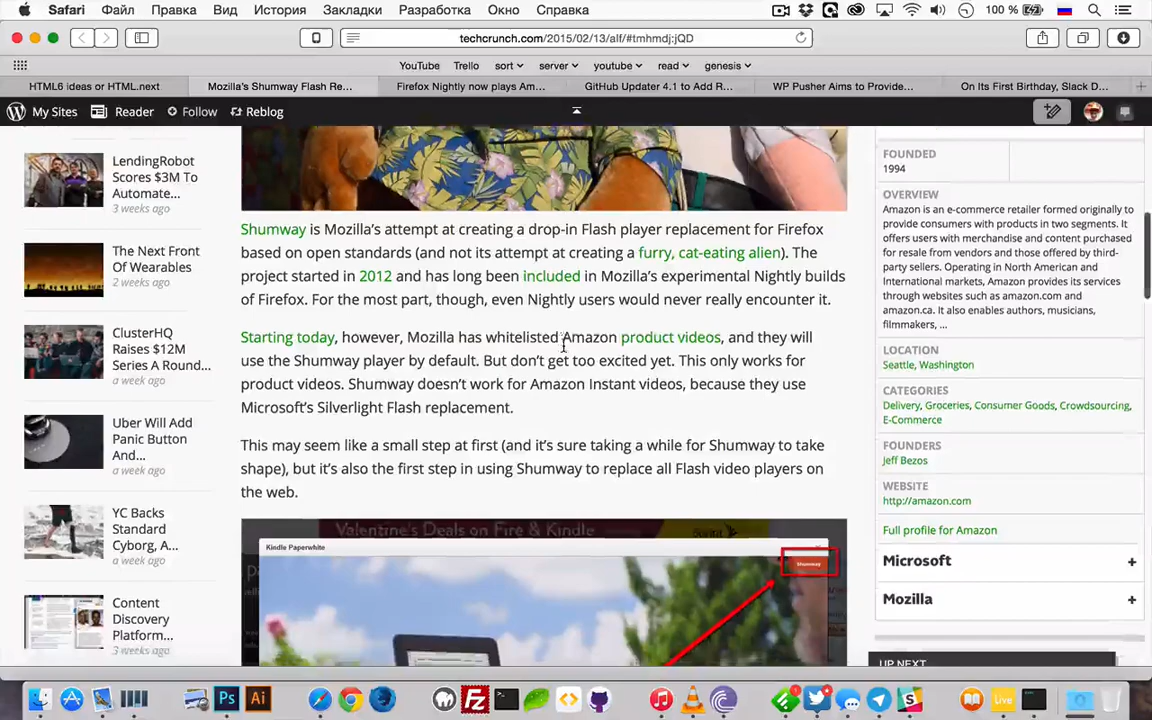 Safari Файл Правка Вид История Закладки Разработка Окно Справка 100 %
techcrunch.com/2015/02/13/alf/#tmhmdj:jQD
YouTube Trello sort server youtube read genesis
HTML6 ideas or HTML.next Mozilla's Shumway Flash Re... Firefox Nightly now plays Am... GitHub Updater 4.1 to Add R... WP Pusher Aims to Provide... On Its First Birthday, Slack D...
My Sites Reader Follow Reblog
LendingRobot
Scores $3M To
Automate...
3 weeks ago
The Next Front
Of Wearables
2 weeks ago
ClusterHQ
Raises $12M
Series A Round...
a week ago
Uber Will Add
Panic Button
And...
a week ago
YC Backs
Standard
Cyborg, A...
a week ago
Content
Discovery
Platform...
3 weeks ago
Shumway is Mozilla's attempt at creating a drop-in Flash player replacement for Firefox
based on open standards (and not its attempt at creating a furry, cat-eating alien). The
project started in 2012 and has long been included in Mozilla's experimental Nightly builds
of Firefox. For the most part, though, even Nightly users would never really encounter it.
Starting today, however, Mozilla has whitelisted Amazon product videos, and they will
use the Shumway player by default. But don't get too excited yet. This only works for
product videos. Shumway doesn't work for Amazon Instant videos, because they use
Microsoft's Silverlight Flash replacement.
This may seem like a small step at first (and it's sure taking a while for Shumway to take
shape), but it's also the first step in using Shumway to replace all Flash video players on
the web.
Valentine's Deals on Fire & Kindle
Kindle Paperwhite
Shumway
FOUNDED
1994
OVERVIEW
Amazon is an e-commerce retailer formed originally to
provide consumers with products in two segments. It
offers users with merchandise and content purchased
for resale from vendors and those offered by third-
party sellers. Operating in North American and
International markets, Amazon provides its services
through websites such as amazon.com and
amazon.ca. It also enables authors, musicians,
filmmakers, ...
LOCATION
Seattle, Washington
CATEGORIES
Delivery, Groceries, Consumer Goods, Crowdsourcing,
E-Commerce
FOUNDERS
Jeff Bezos
WEBSITE
http://amazon.com
Full profile for Amazon
Microsoft +
Mozilla +
UP NEXT
Ps Ai Fz Live